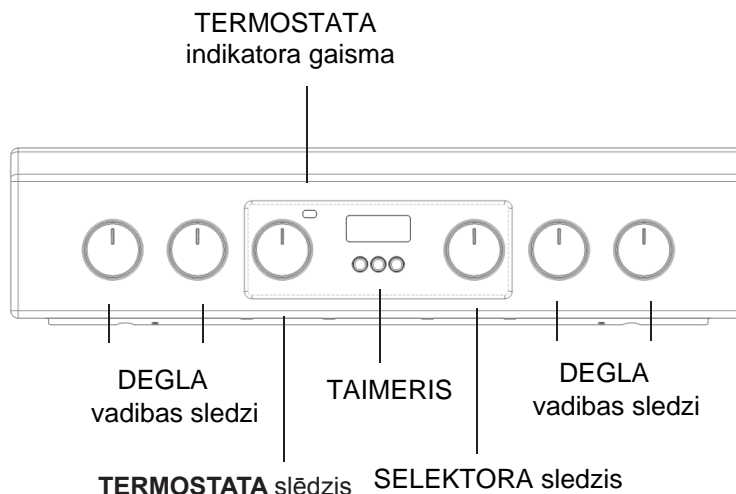 TERMOSTATA
indikatora gaisma
DEGLA
vadibas sledzi
TAIMERIS
DEGLA
vadibas sledzi
TERMOSTATA slēdzis
SELEKTORA sledzis